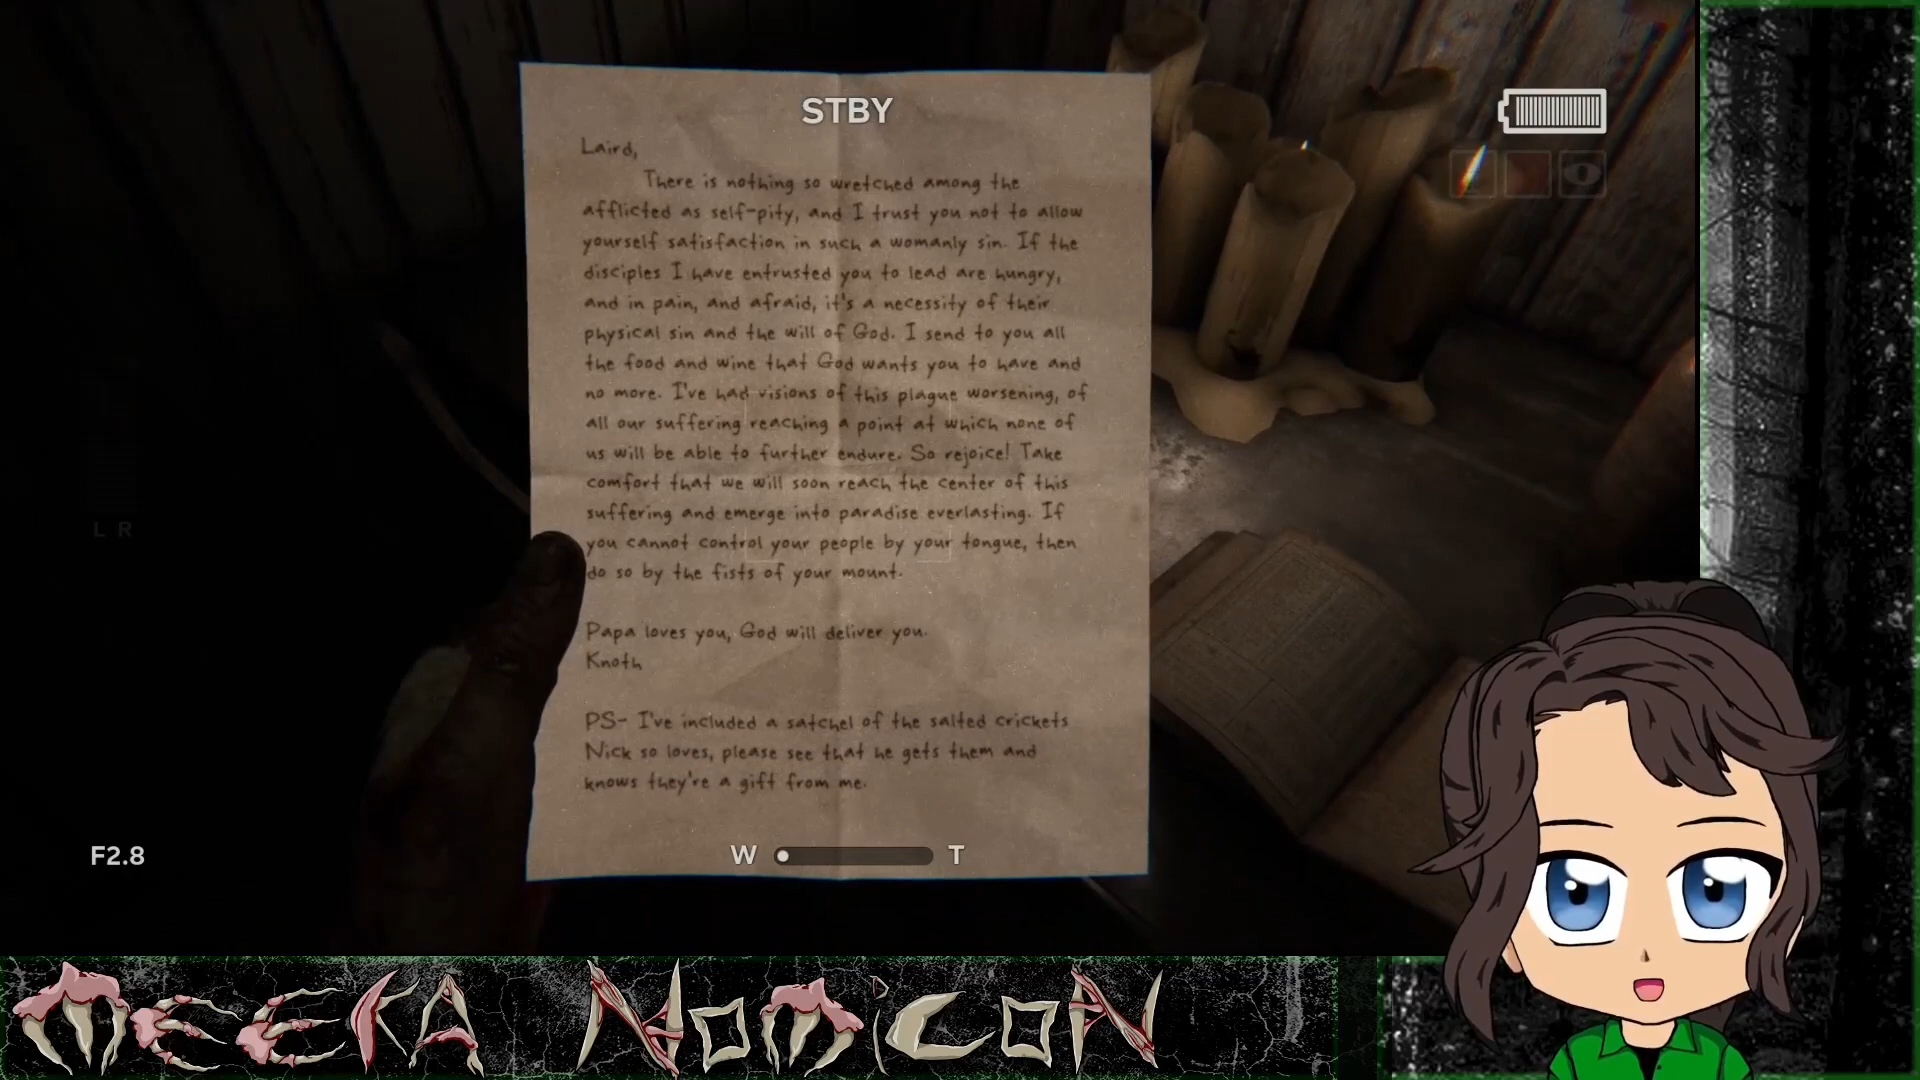 STBY
Laird,
There is nothing so wretched among the
afflicted as self-pity, and I trust you not to allow
yourself satisfaction in such a womanly sin. If the
disciples I have entrusted you to lead are hungry,
and in pain, and afraid, it's a necessity of their
physical sin and the will of God. I send to you all
the food and wine that God wants you to have and
no more. I've had visions of this plague worsening, of
all our suffering reaching a point at which none of
us will be able to further endure. So rejoice! Take
comfort that we will soon reach the center of this
suffering and emerge into paradise everlasting. If
you cannot control your people by your tongue, then
do so by the fists of your mount.
Papa loves you, God will deliver you.
Knoth
PS- I've included a satchel of the salted crickets
Nick so loves, please see that he gets them and
knows they're a gift from me.
L R
F2.8
W T
MEEKA NOMICON